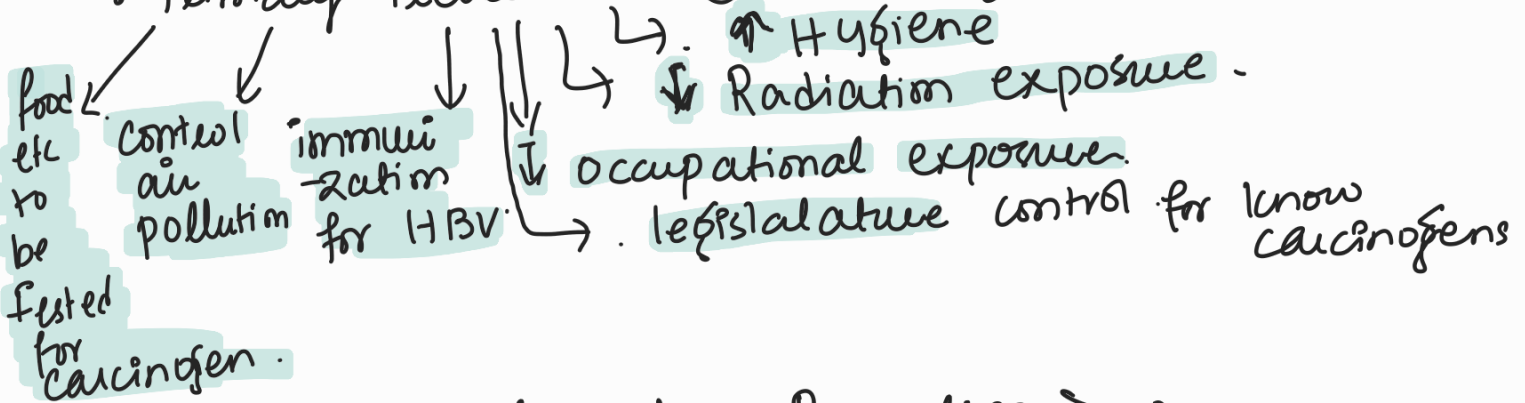 ↑ Hygiene
↓ Radiation exposure.
food
etc
to
be
tested
for
carcinogen.
control
air
pollution
immuni
-zation
for HBV.
↓ occupational exposure.
. legislalature control for know
carcinogens